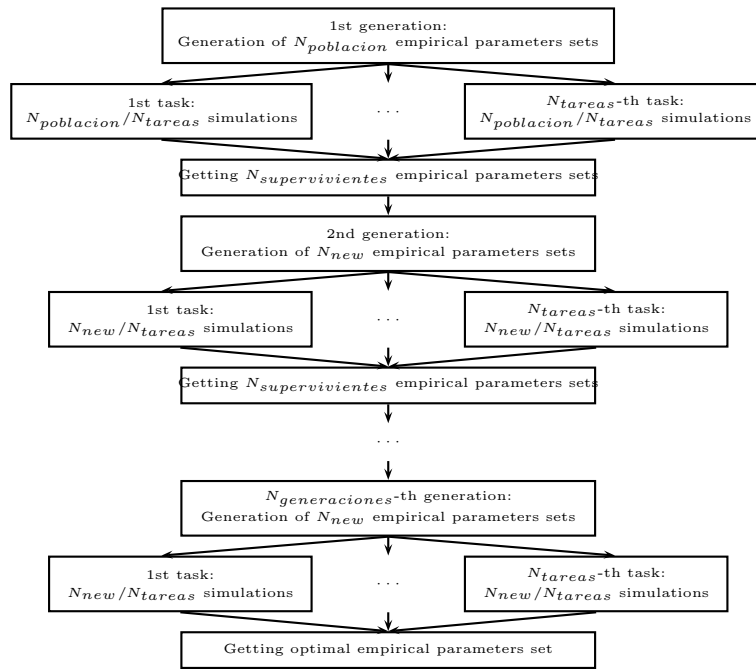 1st generation:
Generation of N_poblacion empirical parameters sets
1st task:
N_poblacion/N_tareas simulations
...
N_tareas-th task:
N_poblacion/N_tareas simulations
Getting N_supervivientes empirical parameters sets
2nd generation:
Generation of N_new empirical parameters sets
1st task:
N_new/N_tareas simulations
...
N_tareas-th task:
N_new/N_tareas simulations
Getting N_supervivientes empirical parameters sets
...
N_generaciones-th generation:
Generation of N_new empirical parameters sets
1st task:
N_new/N_tareas simulations
...
N_tareas-th task:
N_new/N_tareas simulations
Getting optimal empirical parameters set